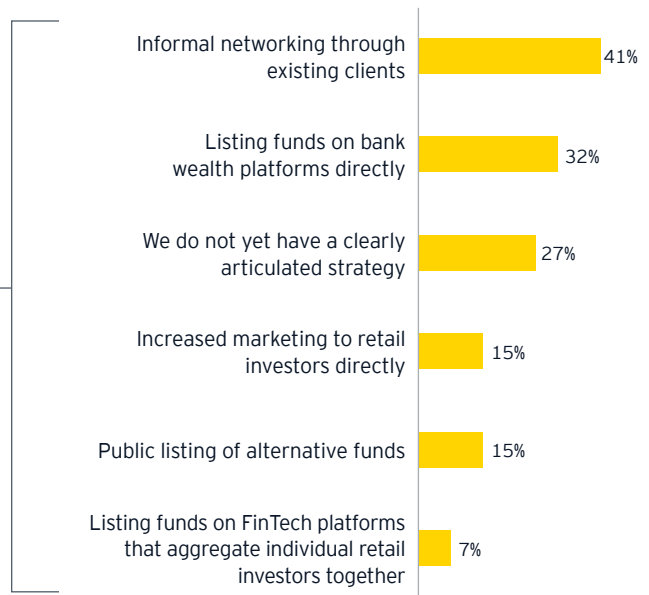 Informal networking through
existing clients
41%
Listing funds on bank
wealth platforms directly
32%
We do not yet have a clearly
articulated strategy
27%
Increased marketing to retail
investors directly
15%
Public listing of alternative funds
15%
Listing funds on FinTech platforms
that aggregate individual retail
investors together
7%